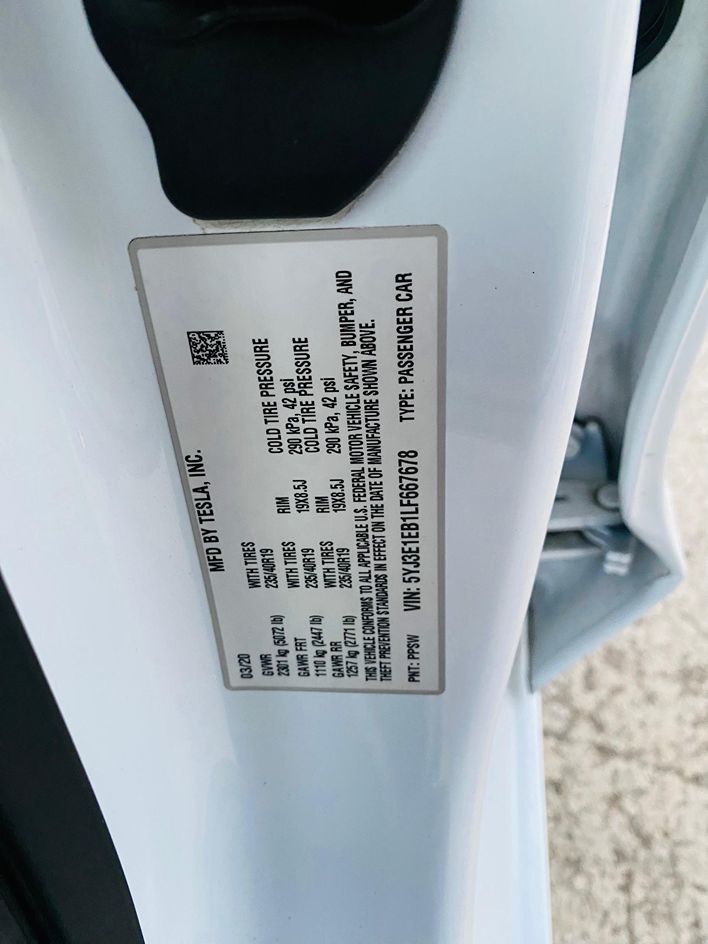 MFD BY TESLA, INC.
03/20
GVWR WITH TIRES RIM COLD TIRE PRESSURE
2301 kg (5072 lb) 235/40R19 19X8.5J 290 kPa, 42 psi
GAWR FRT WITH TIRES RIM COLD TIRE PRESSURE
1110 kg (2447 lb) 235/40R19 19X8.5J 290 kPa, 42 psi
GAWR RR
1257 kg (2771 lb)
THIS VEHICLE CONFORMS TO ALL APPLICABLE U.S. FEDERAL MOTOR VEHICLE SAFETY, BUMPER, AND
THEFT PREVENTION STANDARDS IN EFFECT ON THE DATE OF MANUFACTURE SHOWN ABOVE.
PNT: PPSW VIN: 5YJ3E1EB1LF667678 TYPE: PASSENGER CAR